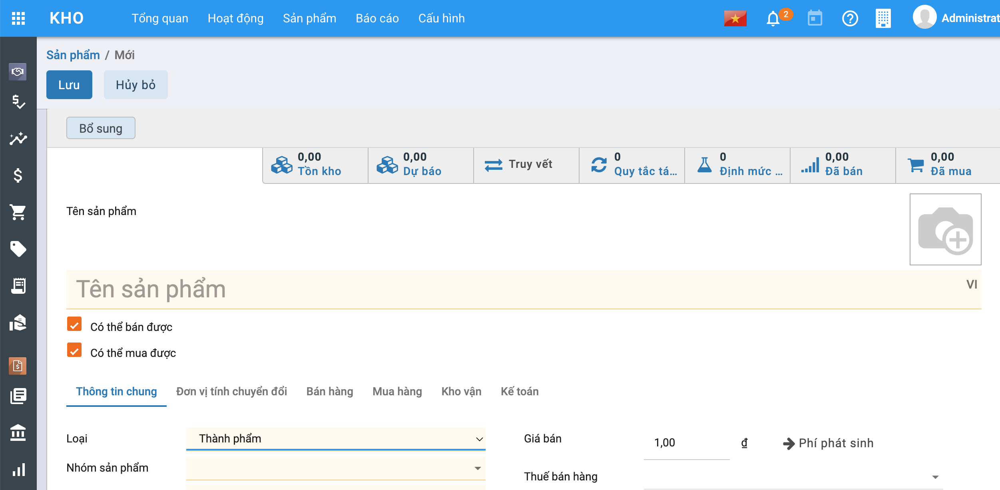 KHO Tổng quan Hoạt động Sản phẩm Báo cáo Cấu hình 2 Administrat
Sản phẩm / Mới
Lưu Hủy bỏ
Bổ sung
0,00 Tồn kho
0,00 Dự báo
Truy vết
0 Quy tắc tá...
0 Định mức ...
0,00 Đã bán
0,00 Đã mua
Tên sản phẩm
Tên sản phẩm VI
Có thể bán được
Có thể mua được
Thông tin chung Đơn vị tính chuyển đổi Bán hàng Mua hàng Kho vận Kế toán
Loại Thành phẩm
Giá bán 1,00 ₫ Phí phát sinh
Nhóm sản phẩm
Thuế bán hàng